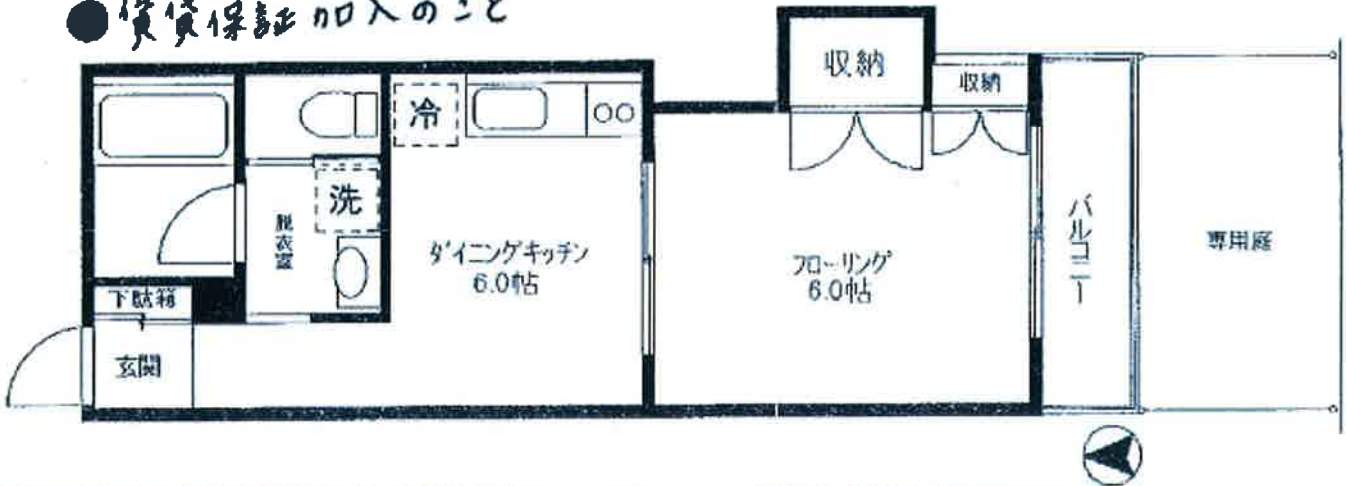 ●賃貸保証加入のこと
収納
収納
冷
洗
脱衣室
ダイニングキッチン
6.0帖
フローリング
6.0帖
バルコニー
専用庭
下駄箱
玄関